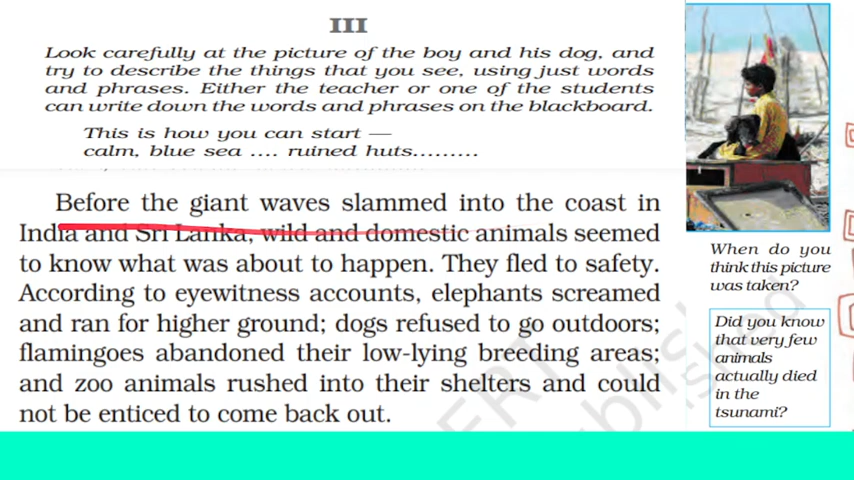 III
Look carefully at the picture of the boy and his dog, and
try to describe the things that you see, using just words
and phrases. Either the teacher or one of the students
can write down the words and phrases on the blackboard.
This is how you can start —
calm, blue sea .... ruined huts.........
Before the giant waves slammed into the coast in
India and Sri Lanka, wild and domestic animals seemed
to know what was about to happen. They fled to safety.
According to eyewitness accounts, elephants screamed
and ran for higher ground; dogs refused to go outdoors;
flamingoes abandoned their low-lying breeding areas;
and zoo animals rushed into their shelters and could
not be enticed to come back out.
When do you
think this picture
was taken?
Did you know
that very few
animals
actually died
in the
tsunami?